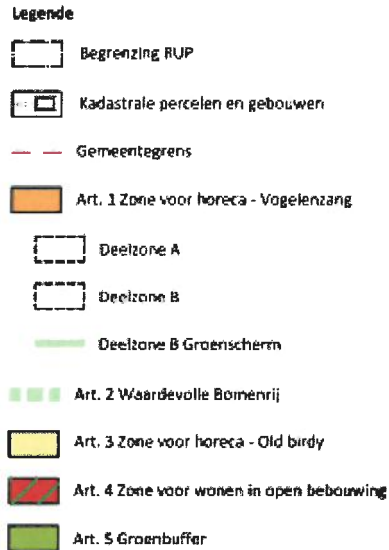 Legende
Begrenzing RUP
Kadastrale percelen en gebouwen
Gemeentegrens
Art. 1 Zone voor horeca - Vogelenzang
Deelzone A
Deelzone B
Deelzone B Groenscherm
Art. 2 Waardevolle Bomenrij
Art. 3 Zone voor horeca - Old birdy
Art. 4 Zone voor wonen in open bebouwing
Art. 5 Groenbuffer